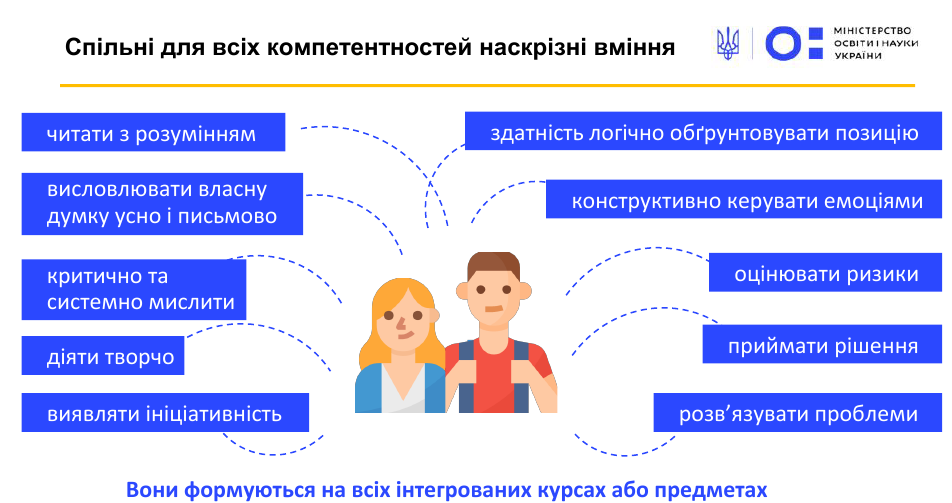 Спільні для всіх компетентностей наскрізні вміння
МІНІСТЕРСТВО
ОСВІТИ І НАУКИ
УКРАЇНИ
читати з розумінням
висловлювати власну
думку усно і письмово
критично та
системно мислити
діяти творчо
виявляти ініціативність
здатність логічно обґрунтовувати позицію
конструктивно керувати емоціями
оцінювати ризики
приймати рішення
розв’язувати проблеми
Вони формуються на всіх інтегрованих курсах або предметах